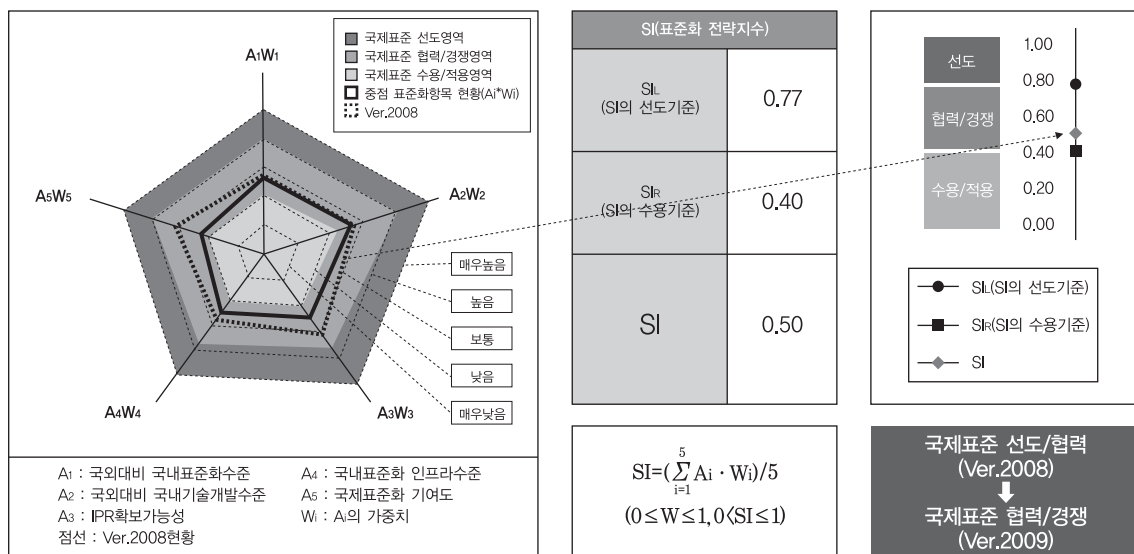 국제표준 선도영역
국제표준 협력/경쟁영역
국제표준 수용/적용영역
중점 표준화항목 현황(Ai*Wi)
Ver.2008
A1W1
A2W2
A5W5
A4W4
A3W3
매우높음
높음
보통
낮음
매우낮음
A1 : 국외대비 국내표준화수준
A2 : 국외대비 국내기술개발수준
A3 : IPR확보가능성
점선 : Ver.2008현황
A4 : 국내표준화 인프라수준
A5 : 국제표준화 기여도
Wi : Ai의 가중치
SI(표준화 전략지수)
SIL
(SI의 선도기준)
0.77
SIR
(SI의 수용기준)
0.40
SI
0.50
SI=(5∑i=1 Ai · Wi)/5
(0≤W≤1, 0<SI≤1)
선도
협력/경쟁
수용/적용
1.00
0.80
0.60
0.40
0.20
0.00
SIL(SI의 선도기준)
SIR(SI의 수용기준)
SI
국제표준 선도/협력
(Ver.2008)
국제표준 협력/경쟁
(Ver.2009)